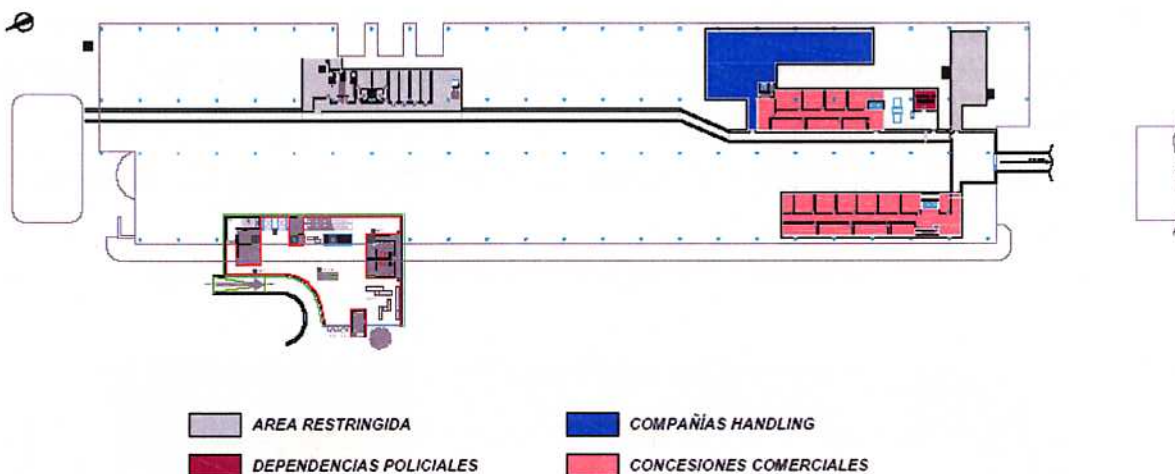 AREA RESTRINGIDA
COMPAÑÍAS HANDLING
DEPENDENCIAS POLICIALES
CONCESIONES COMERCIALES